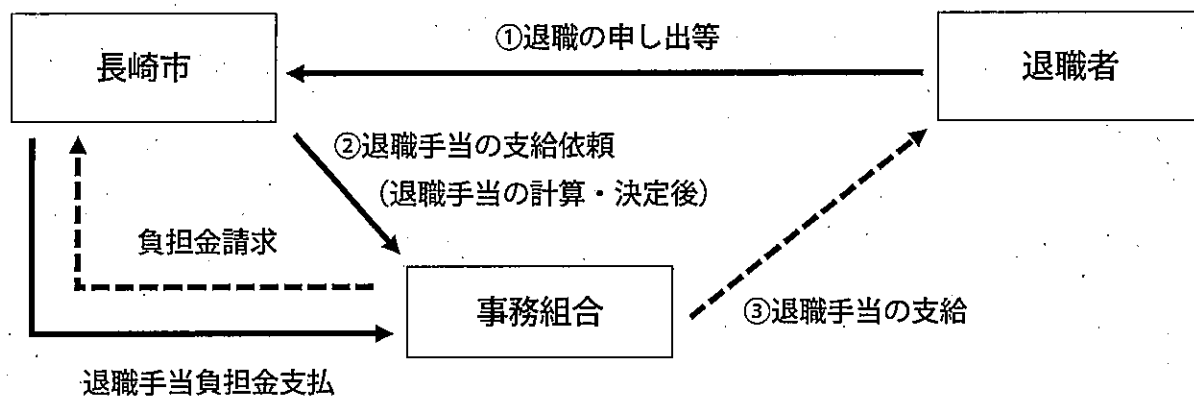 ①退職の申し出等
長崎市
退職者
②退職手当の支給依頼
(退職手当の計算・決定後)
負担金請求
事務組合
③退職手当の支給
退職手当負担金支払